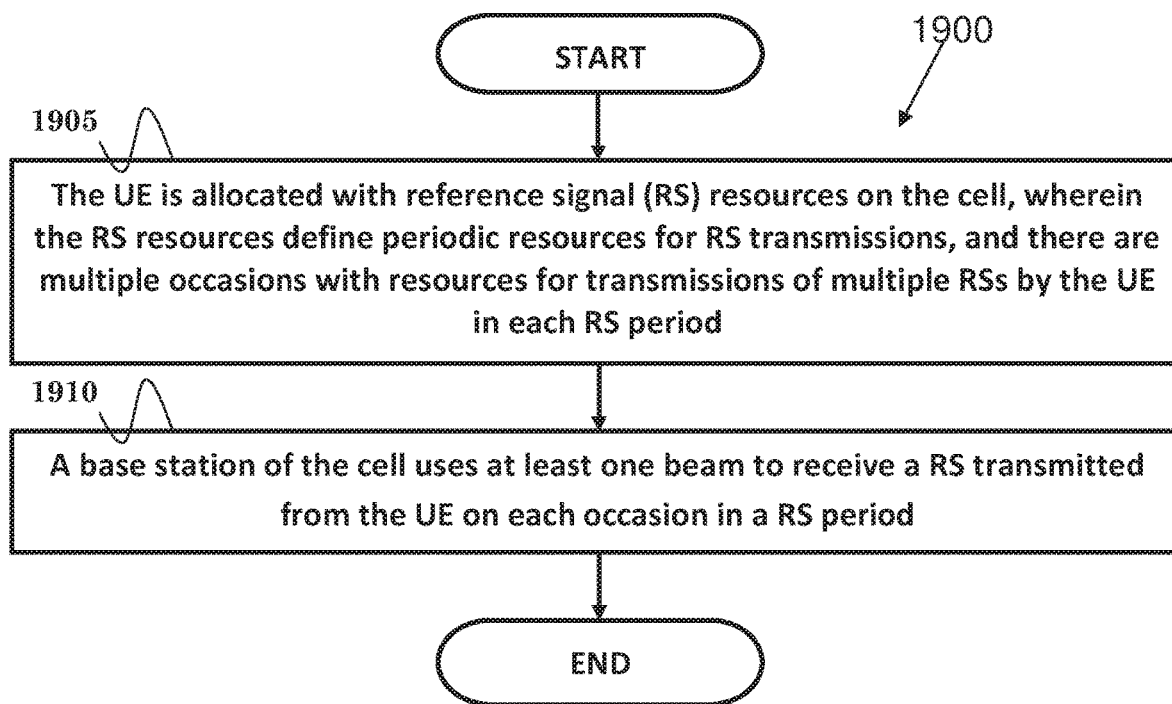 1900
START
1905
The UE is allocated with reference signal (RS) resources on the cell, wherein
the RS resources define periodic resources for RS transmissions, and there are
multiple occasions with resources for transmissions of multiple RSs by the UE
in each RS period
1910
A base station of the cell uses at least one beam to receive a RS transmitted
from the UE on each occasion in a RS period
END